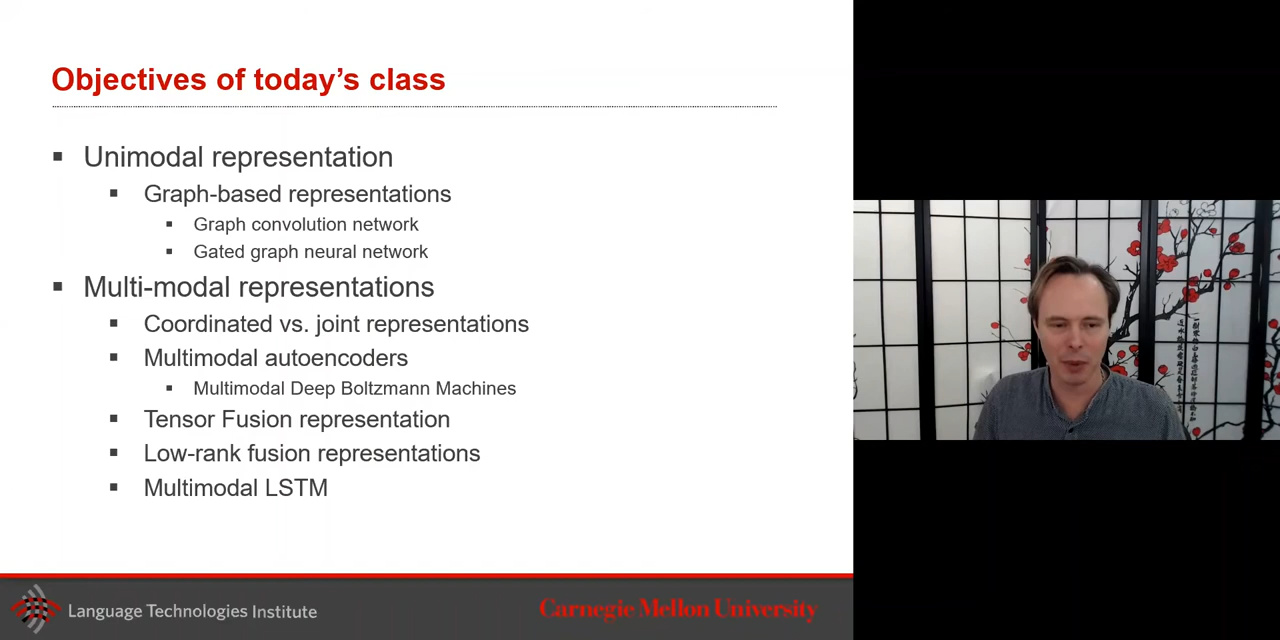 Objectives of today's class
Unimodal representation
Graph-based representations
Graph convolution network
Gated graph neural network
Multi-modal representations
Coordinated vs. joint representations
Multimodal autoencoders
Multimodal Deep Boltzmann Machines
Tensor Fusion representation
Low-rank fusion representations
Multimodal LSTM
Language Technologies Institute
Carnegie Mellon University